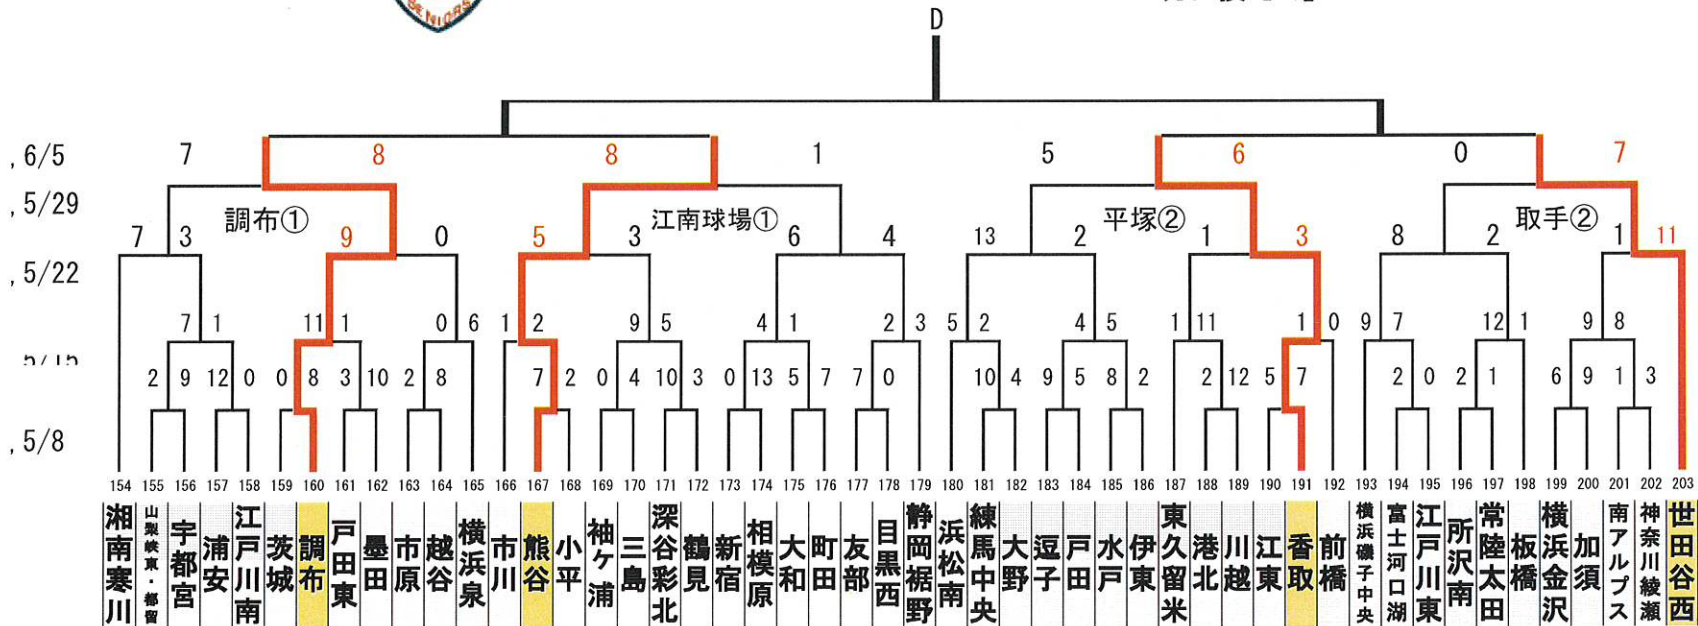 SENIORS
D
, 6/5 7 8 8 1 5 6 0 7
, 5/29 調布① 江南球場① 平塚② 取手②
7 3 9 0 5 3 6 4 13 2 1 3 8 2 1 11
, 5/22
7 1 11 1 0 6 1 2 9 5 4 1 2 3 5 2 4 5 1 11 1 0 9 7 12 1 9 8
2 9 12 0 0 8 3 10 2 8 7 2 0 4 10 3 0 13 5 7 7 0 10 4 9 5 8 2 2 12 5 7 2 0 2 1 6 9 1 3
, 5/8
154 155 156 157 158 159 160 161 162 163 164 165 166 167 168 169 170 171 172 173 174 175 176 177 178 179 180 181 182 183 184 185 186 187 188 189 190 191 192 193 194 195 196 197 198 199 200 201 202 203
湘南寒川
山梨峡東・都留
宇都宮
浦安
江戸川南
茨城
調布
戸田東
墨田
市原
越谷
横浜泉
市川
熊谷
小平
袖ケ浦
三島
深谷彩北
鶴見
新宿
相模原
大和
町田
友部
目黒西
静岡裾野
浜松南
練馬中央
大野
逗子
戸田
水戸
伊東
東久留米
港北
川越
江東
香取
前橋
横浜磯子中央
富士河口湖
江戸川東
所沢南
常陸太田
板橋
横浜金沢
加須
南アルプス
神奈川綾瀬
世田谷西